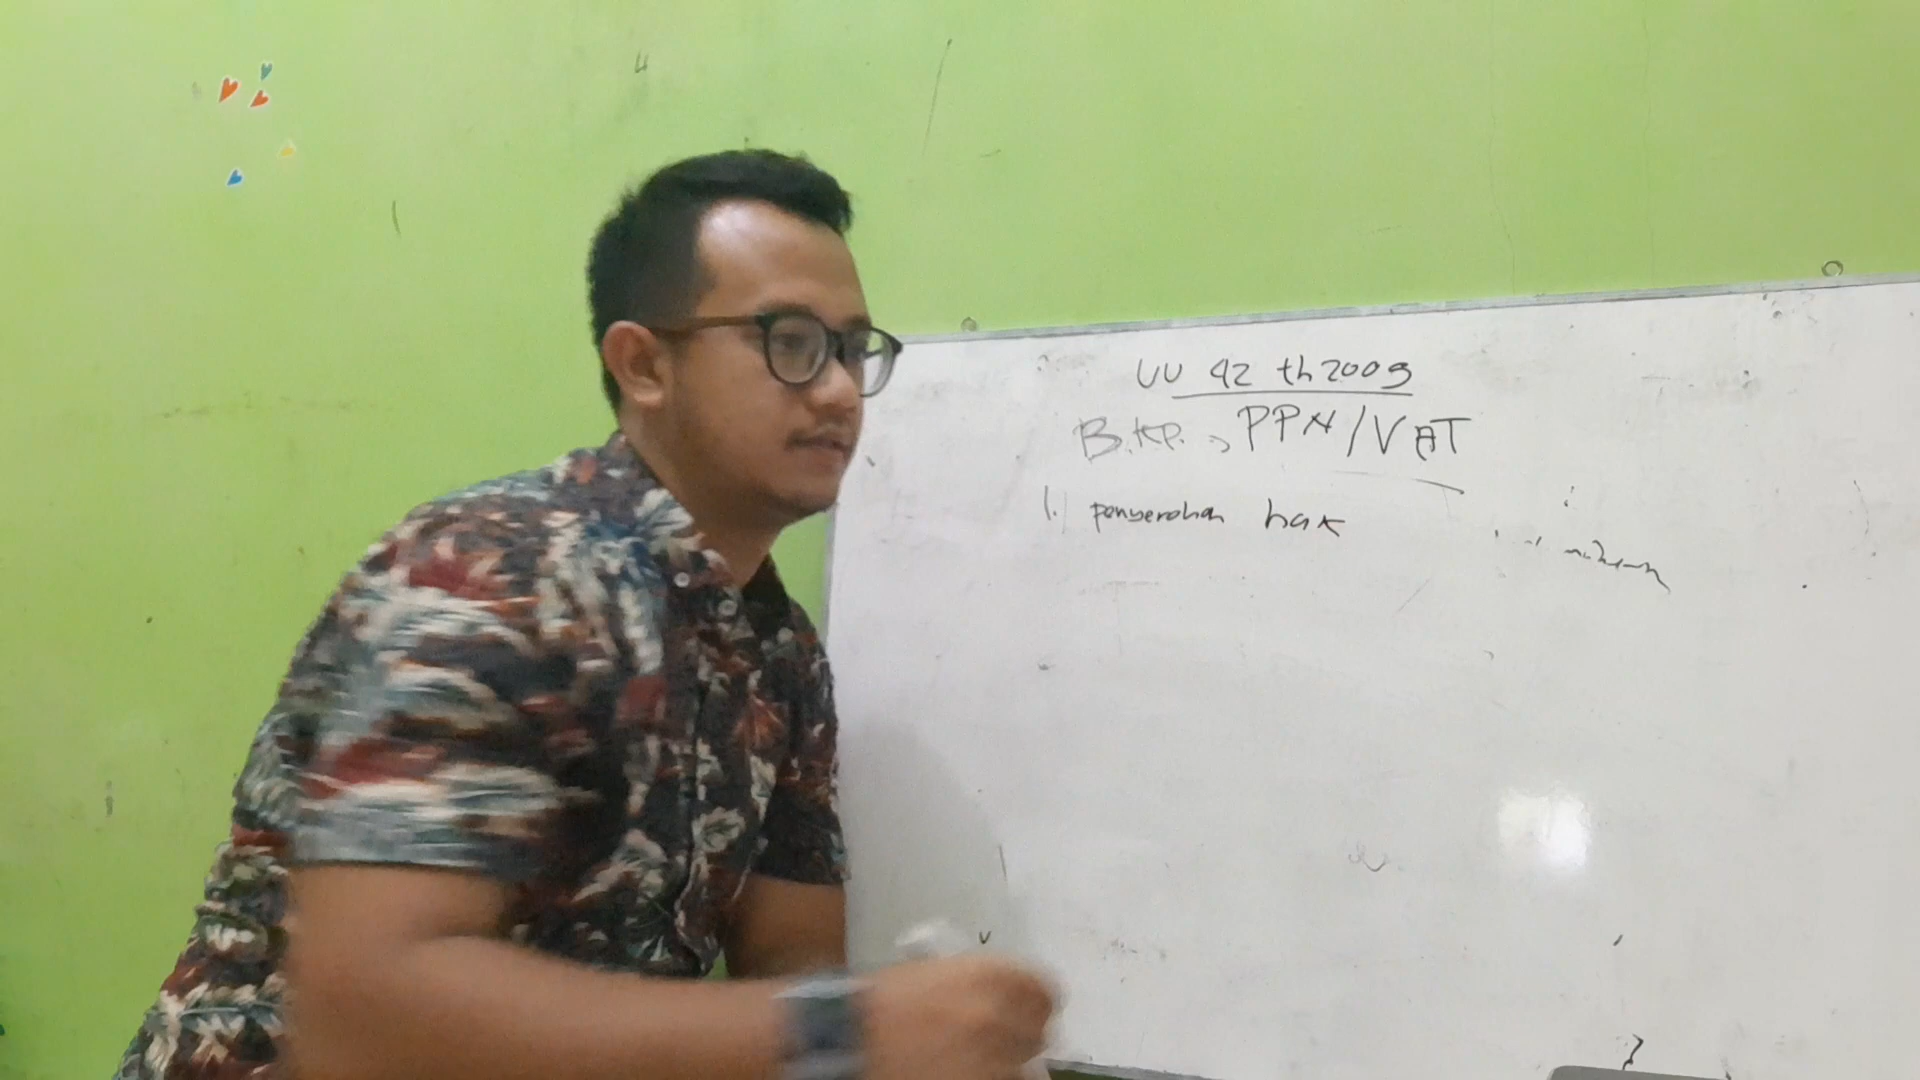 UU 42 th 2009
B.KP. → PPN/VAT
1. penyerahan hak